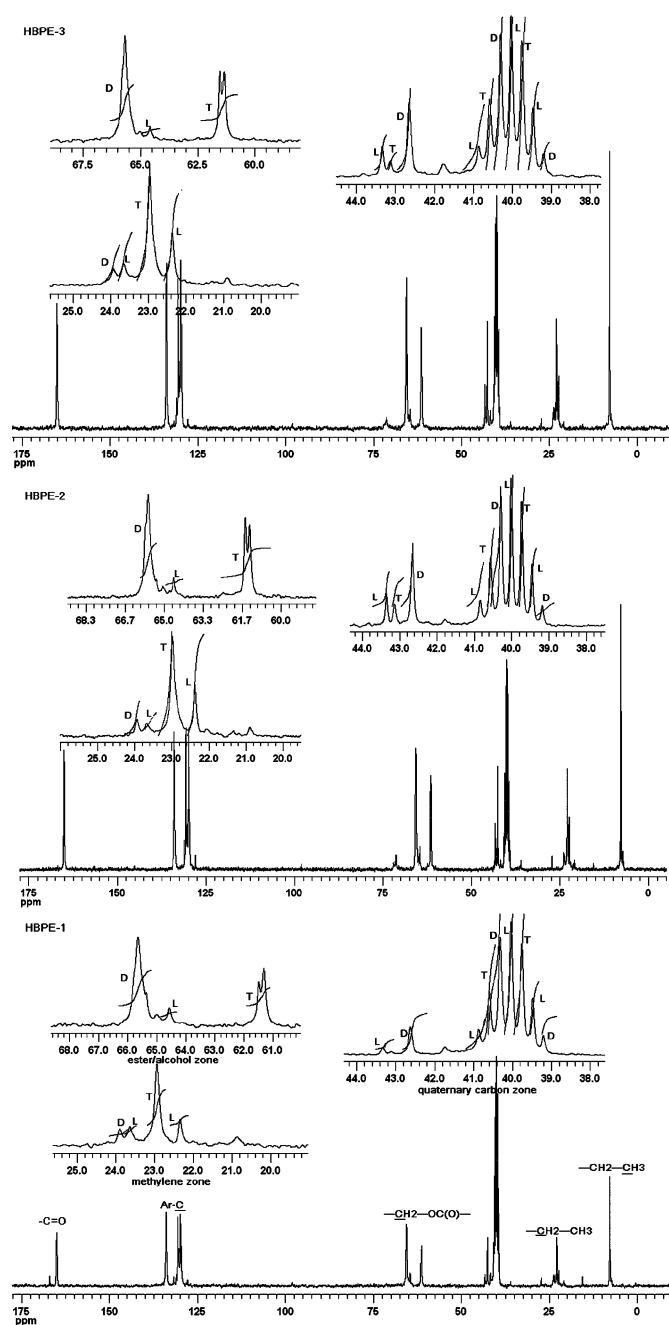 HBPE-3
D
L
T
67.5 65.0 62.5 60.0
D
T
L
D
L
T
L
T
L
D
43.0 42.0 41.0 40.0 39.0 38.0
T
L
D
L
25.0 24.0 23.0 22.0 21.0 20.0
175 150 125 100 75 50 25 0
ppm
HBPE-2
D
L
T
68.3 66.7 65.0 63.3 61.7 60.0
L
T
D
L
T
D
L
T
L
D
44.0 43.0 42.0 41.0 40.0 39.0 38.0
T
L
D
L
25.0 24.0 23.0 22.0 21.0 20.0
175 150 125 100 75 50 25 0
ppm
HBPE-1
D
L
T
68.0 67.0 66.0 65.0 64.0 63.0 62.0 61.0
ester/alcohol zone
L
D
L
T
D
L
T
L
D
44.0 43.0 42.0 41.0 40.0 39.0 38.0
quaternary carbon zone
T
D
L
L
25.0 24.0 23.0 22.0 21.0 20.0
methylene zone
—CH2—CH3
-C=O
Ar-C
—CH2—OC(O)—
—CH2—CH3
175 150 125 100 75 50 25 0
ppm